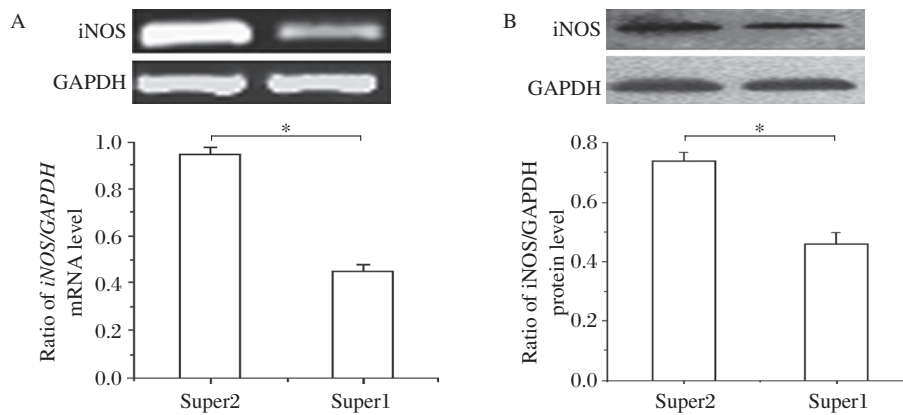 A
iNOS
GAPDH
*
Ratio of iNOS/GAPDH
mRNA level
1.0
0.8
0.6
0.4
0.2
0.0
Super2
Super1
B
iNOS
GAPDH
*
Ratio of iNOS/GAPDH
protein level
0.8
0.6
0.4
0.2
0.0
Super2
Super1